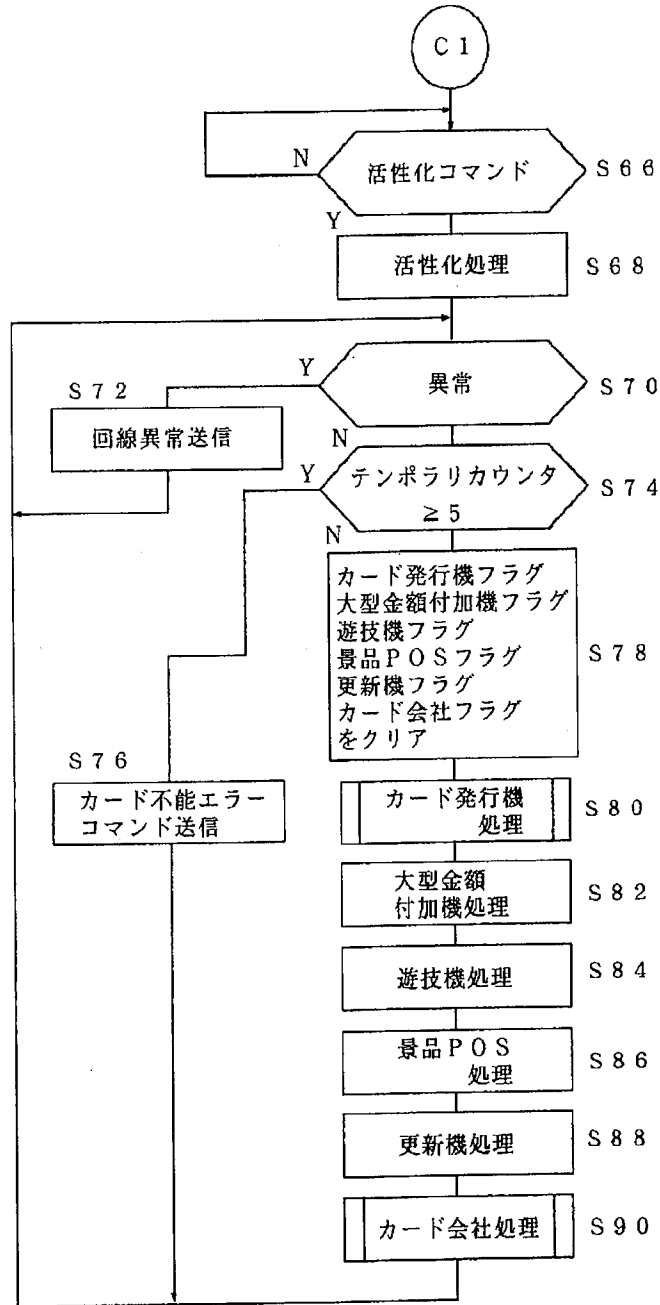 C1
N
活性化コマンド
S66
Y
活性化処理
S68
Y
異常
S70
S72
回線異常送信
N
Y
テンポラリカウンタ
≧5
S74
N
カード発行機フラグ
大型金額付加機フラグ
遊技機フラグ
景品POSフラグ
更新機フラグ
カード会社フラグ
をクリア
S78
S76
カード不能エラー
コマンド送信
カード発行機
処理
S80
大型金額
付加機処理
S82
遊技機処理
S84
景品POS
処理
S86
更新機処理
S88
カード会社処理
S90